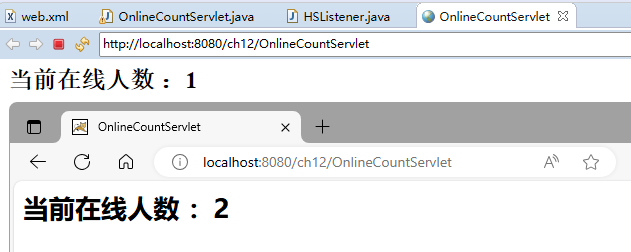 web.xml OnlineCountServlet.java HSListener.java OnlineCountServlet
http://localhost:8080/ch12/OnlineCountServlet
当前在线人数 ：1
OnlineCountServlet
localhost:8080/ch12/OnlineCountServlet
当前在线人数 ：2